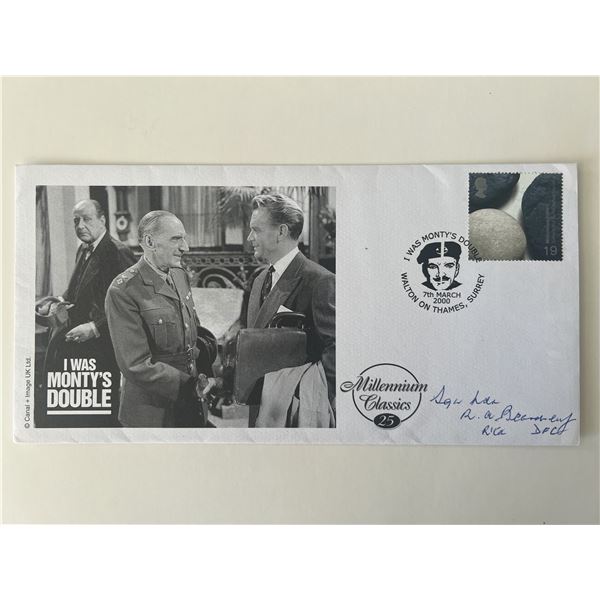 © Canal + Image UK Ltd.
I WAS
MONTY'S
DOUBLE
I WAS MONTY'S DOUBLE
7th MARCH
2000
WALTON ON THAMES, SURREY
19
Millennium
Classics
25
Sqn Ldr
R. A.
DFC